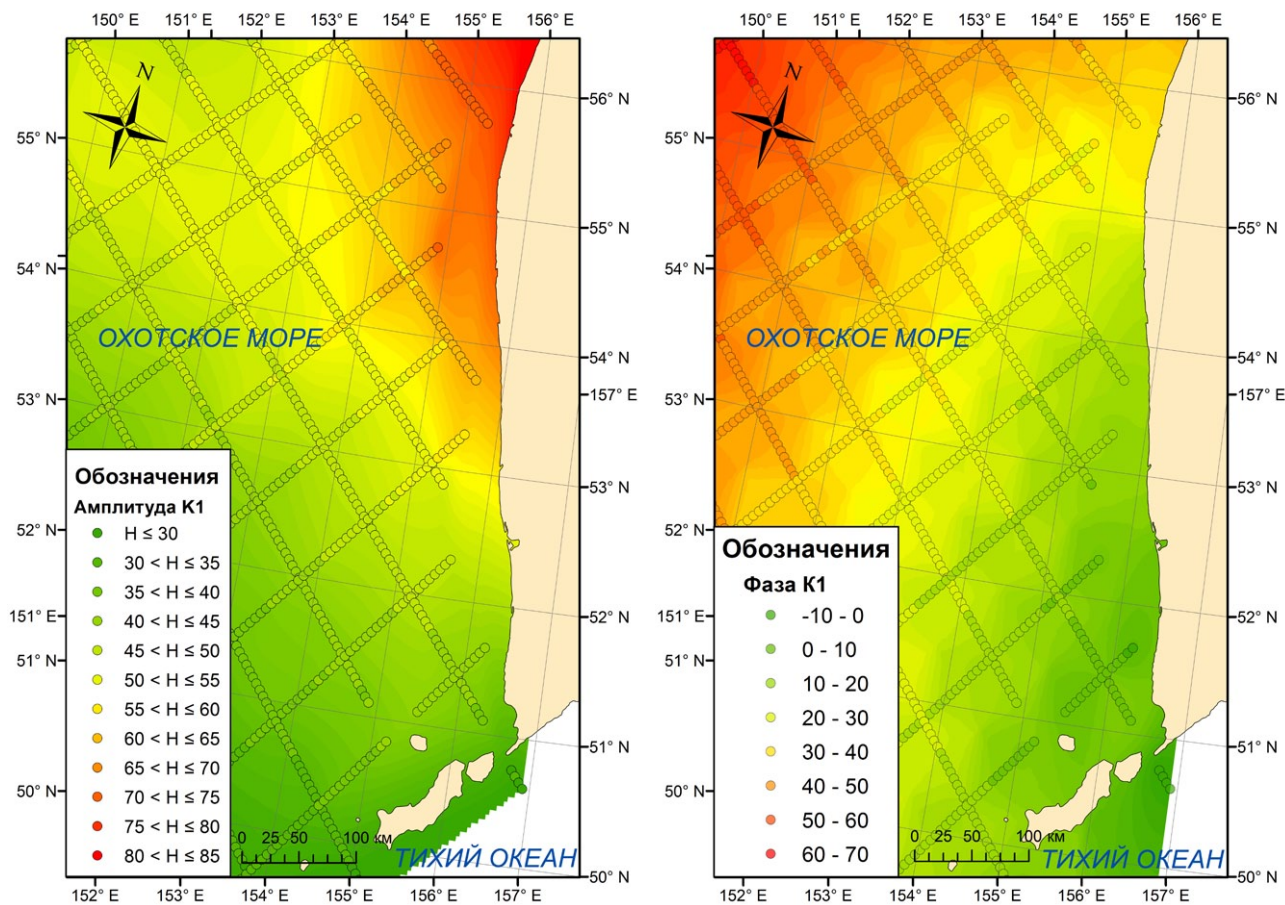 150° E 151° E 152° E 153° E 154° E 155° E 156° E
N
56° N
55° N
55° N
54° N
ОХОТСКОЕ МОРЕ
54° N
157° E
53° N
Обозначения
Амплитуда K1
H ≤ 30
30 < H ≤ 35
35 < H ≤ 40
40 < H ≤ 45
45 < H ≤ 50
50 < H ≤ 55
55 < H ≤ 60
60 < H ≤ 65
65 < H ≤ 70
70 < H ≤ 75
75 < H ≤ 80
80 < H ≤ 85
53° N
52° N
52° N
151° E
51° N
51° N
50° N
0 25 50 100 км
ТИХИЙ ОКЕАН
50° N
152° E 153° E 154° E 155° E 156° E 157° E
150° E 151° E 152° E 153° E 154° E 155° E 156° E
N
56° N
55° N
55° N
54° N
ОХОТСКОЕ МОРЕ
54° N
157° E
53° N
53° N
52° N
Обозначения
Фаза K1
-10 - 0
0 - 10
10 - 20
20 - 30
30 - 40
40 - 50
50 - 60
60 - 70
52° N
151° E
51° N
51° N
50° N
0 25 50 100 км
ТИХИЙ ОКЕАН
50° N
152° E 153° E 154° E 155° E 156° E 157° E